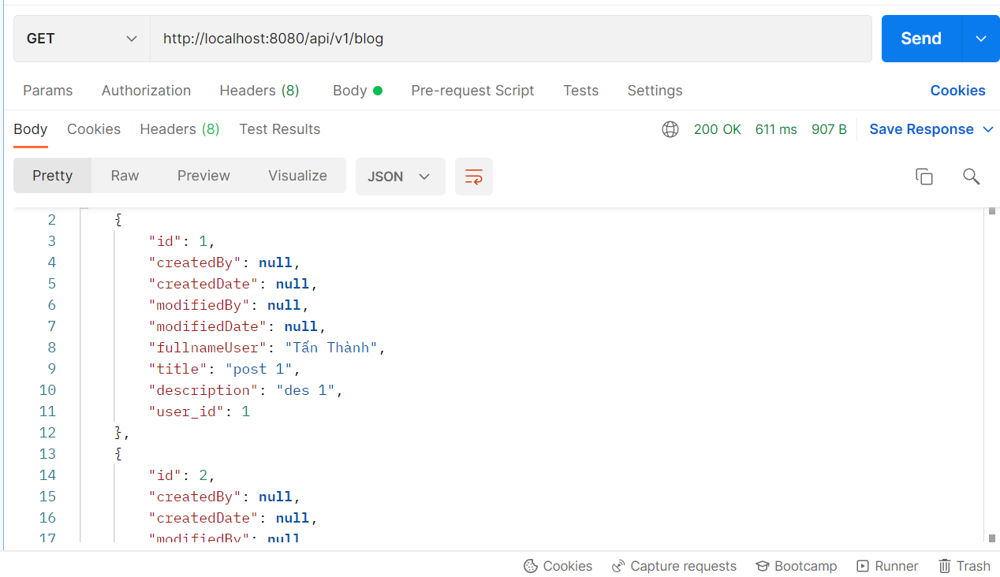 GET http://localhost:8080/api/v1/blog Send
Params Authorization Headers (8) Body Pre-request Script Tests Settings Cookies
Body Cookies Headers (8) Test Results 200 OK 611 ms 907 B Save Response
Pretty Raw Preview Visualize JSON
2 {
3 "id": 1,
4 "createdBy": null,
5 "createdDate": null,
6 "modifiedBy": null,
7 "modifiedDate": null,
8 "fullnameUser": "Tấn Thành",
9 "title": "post 1",
10 "description": "des 1",
11 "user_id": 1
12 },
13 {
14 "id": 2,
15 "createdBy": null,
16 "createdDate": null,
17 "modifiedBy": null
Cookies Capture requests Bootcamp Runner Trash